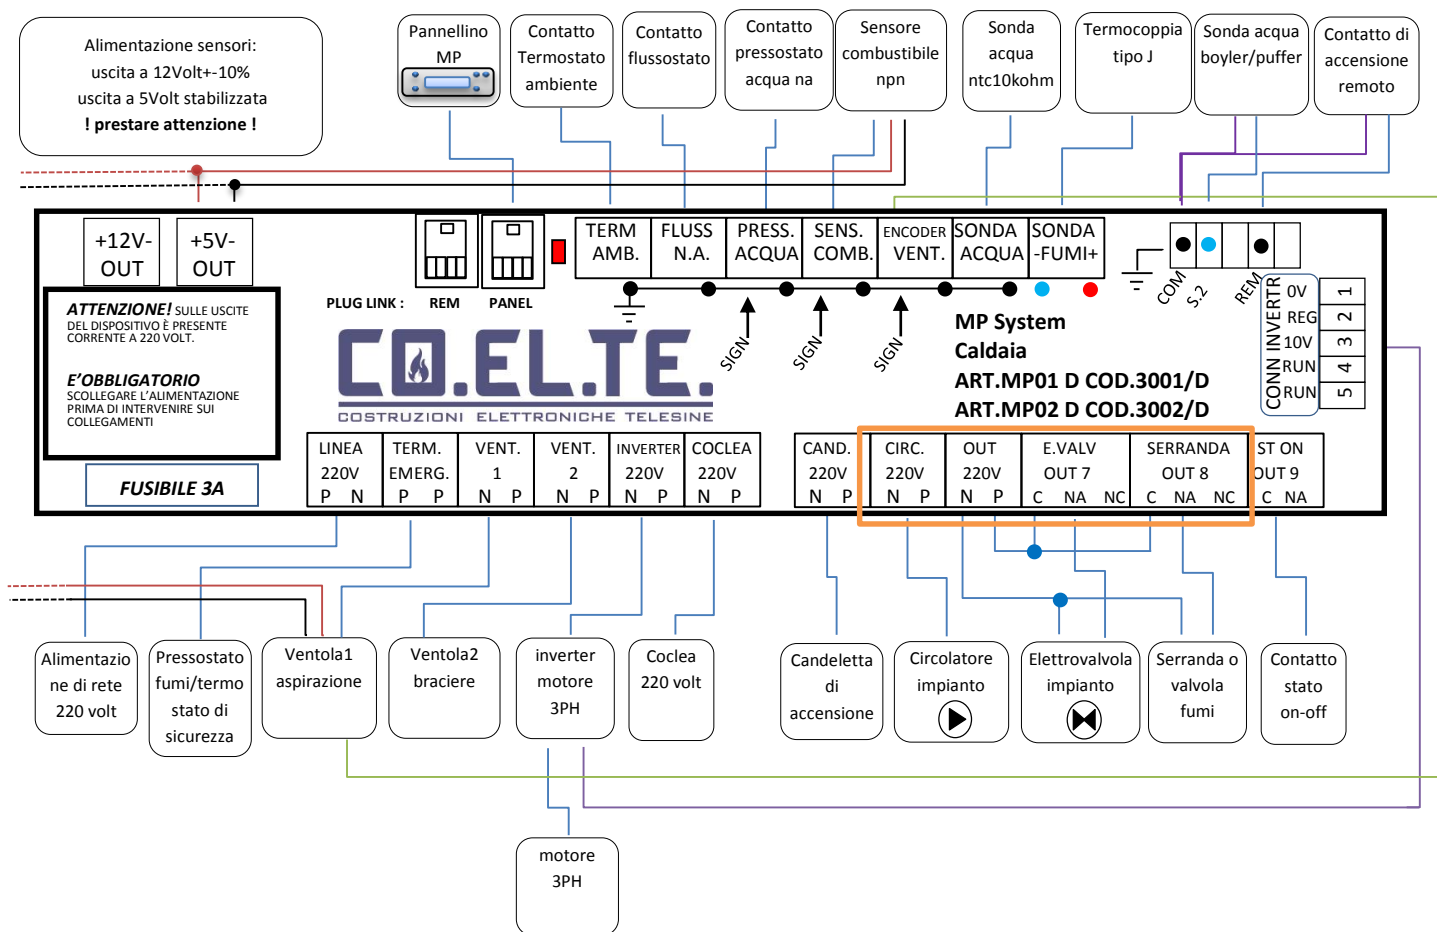 Alimentazione sensori:
uscita a 12Volt+-10%
uscita a 5Volt stabilizzata
! prestare attenzione !
Pannellino
MP
Contatto
Termostato
ambiente
Contatto
flussostato
Contatto
pressostato
acqua na
Sensore
combustibile
npn
Sonda
acqua
ntc10kohm
Termocoppia
tipo J
Sonda acqua
boyler/puffer
Contatto di
accensione
remoto
+12V-
OUT
+5V-
OUT
PLUG LINK :
REM
PANEL
TERM
AMB.
FLUSS
N.A.
PRESS.
ACQUA
SENS.
COMB.
ENCODER
VENT.
SONDA
ACQUA
SONDA
-FUMI+
SIGN
SIGN
SIGN
COM
S.2
REM
CONN INVERTR
0V
REG
10V
RUN
RUN
1
2
3
4
5
ATTENZIONE! SULLE USCITE
DEL DISPOSITIVO È PRESENTE
CORRENTE A 220 VOLT.
E'OBBLIGATORIO
SCOLLEGARE L'ALIMENTAZIONE
PRIMA DI INTERVENIRE SUI
COLLEGAMENTI
FUSIBILE 3A
CO.EL.TE.
COSTRUZIONI ELETTRONICHE TELESINE
MP System
Caldaia
ART.MP01 D COD.3001/D
ART.MP02 D COD.3002/D
LINEA
220V
P N
TERM.
EMERG.
P P
VENT.
1
N P
VENT.
2
N P
INVERTER
220V
N P
COCLEA
220V
N P
CAND.
220V
N P
CIRC.
220V
N P
OUT
220V
N P
E.VALV
OUT 7
C NA NC
SERRANDA
OUT 8
C NA NC
ST ON
OUT 9
C NA
Alimentazio
ne di rete
220 volt
Pressostato
fumi/termo
stato di
sicurezza
Ventola1
aspirazione
Ventola2
braciere
inverter
motore
3PH
Coclea
220 volt
Candeletta
di
accensione
Circolatore
impianto
Elettrovalvola
impianto
Serranda o
valvola
fumi
Contatto
stato
on-off
motore
3PH